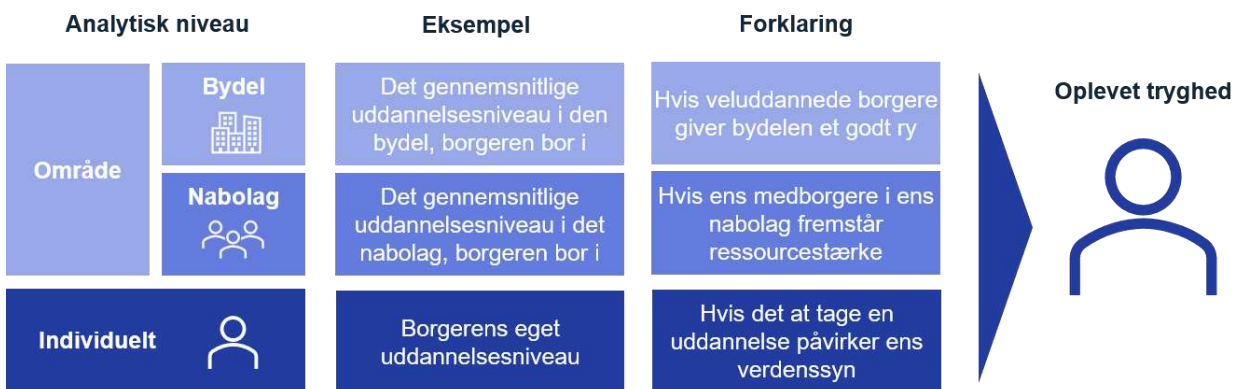 Analytisk niveau
Eksempel
Forklaring
Område
Bydel
Det gennemsnitlige
uddannelsesniveau i den
bydel, borgeren bor i
Hvis veluddannede borgere
giver bydelen et godt ry
Nabolag
Det gennemsnitlige
uddannelsesniveau i det
nabolag, borgeren bor i
Hvis ens medborgere i ens
nabolag fremstår
ressourcestærke
Individuelt
Borgerens eget
uddannelsesniveau
Hvis det at tage en
uddannelse påvirker ens
verdenssyn
Oplevet tryghed